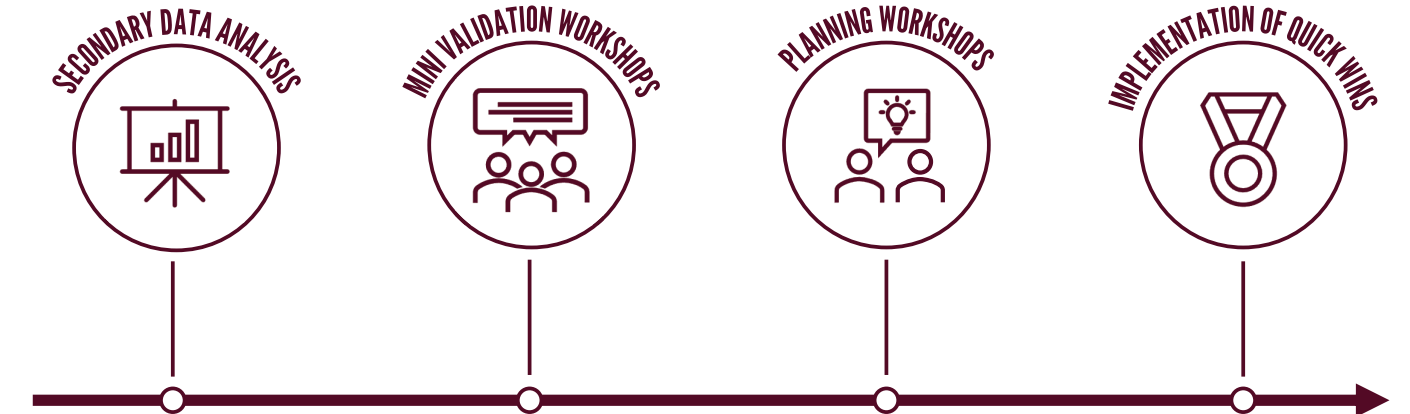 SECONDARY DATA ANALYSIS
MINI VALIDATION WORKSHOPS
PLANNING WORKSHOPS
IMPLEMENTATION OF QUICK WINS